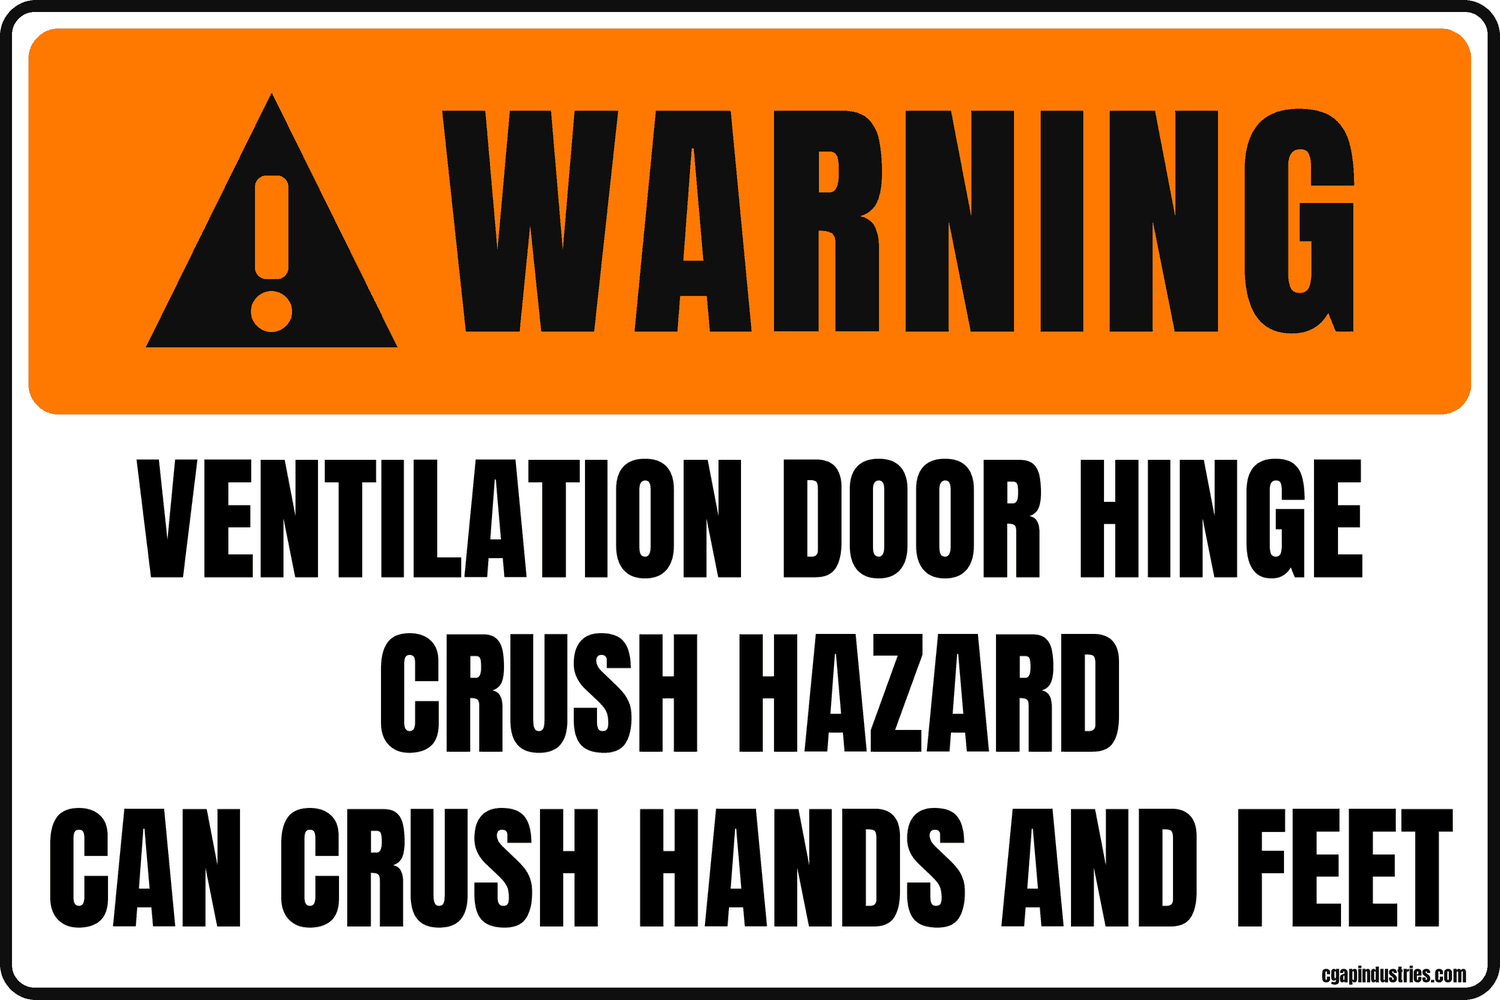 WARNING
VENTILATION DOOR HINGE
CRUSH HAZARD
CAN CRUSH HANDS AND FEET
cgapindustries.com